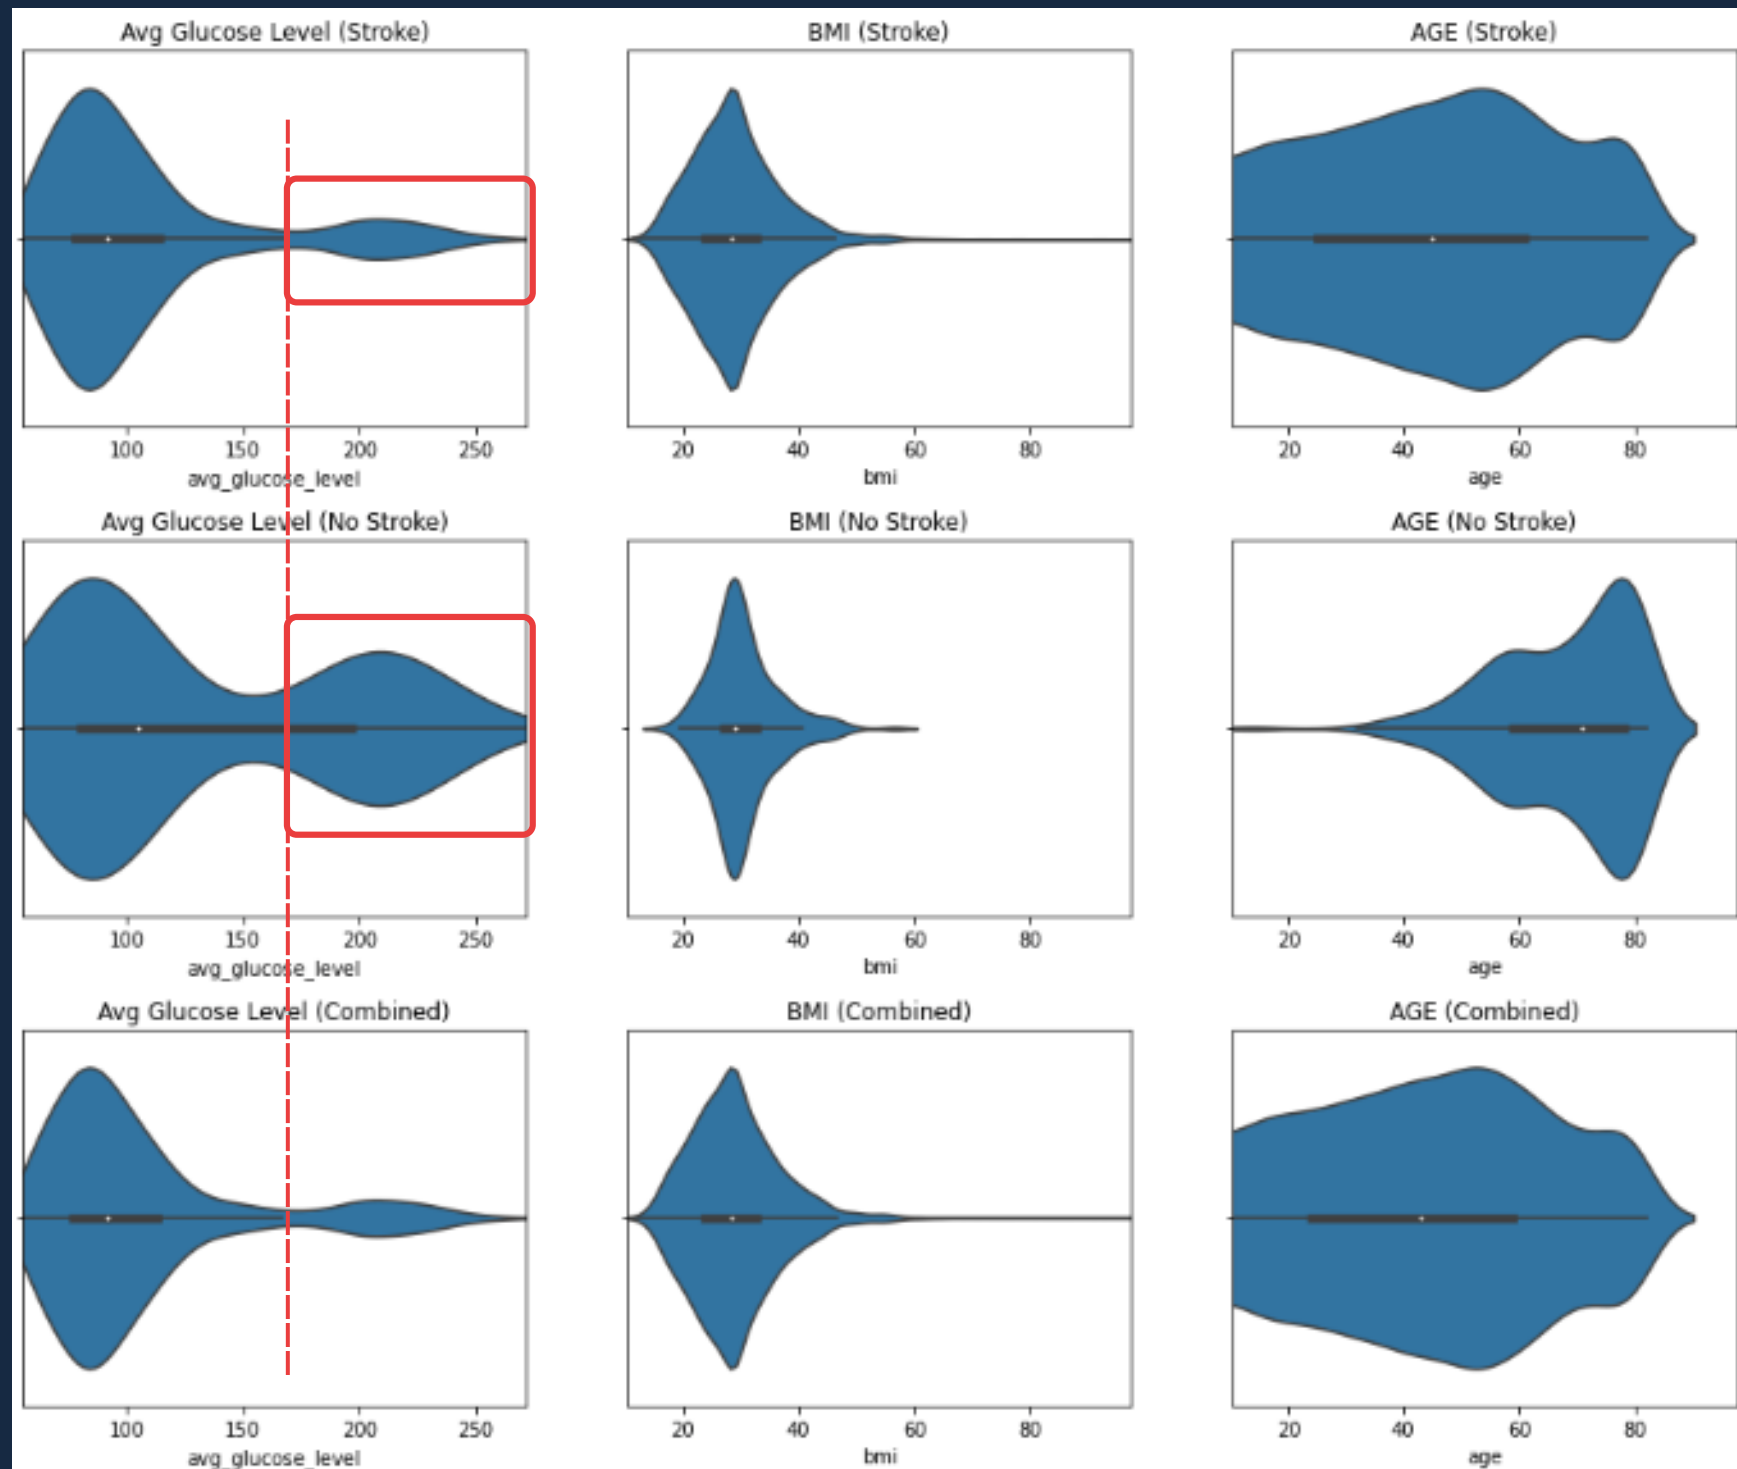 Avg Glucose Level (Stroke)
BMI (Stroke)
AGE (Stroke)
100 150 200 250
20 40 60 80
20 40 60 80
avg_glucose_level
bmi
age
Avg Glucose Level (No Stroke)
BMI (No Stroke)
AGE (No Stroke)
100 150 200 250
20 40 60 80
20 40 60 80
avg_glucose_level
bmi
age
Avg Glucose Level (Combined)
BMI (Combined)
AGE (Combined)
100 150 200 250
20 40 60 80
20 40 60 80
avg_glucose_level
bmi
age